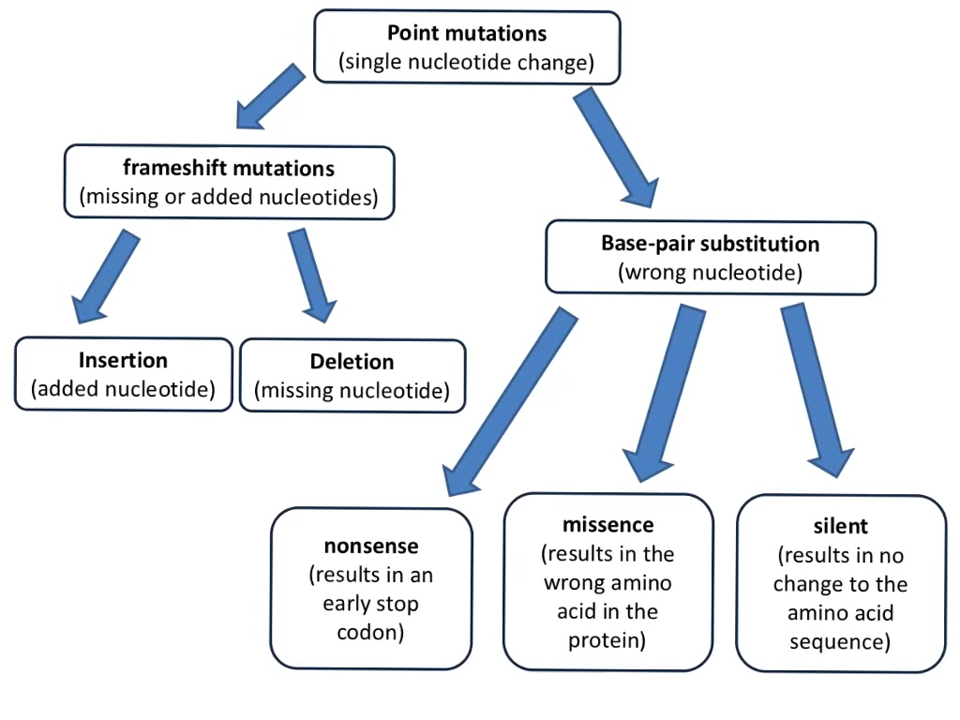 Point mutations
(single nucleotide change)
frameshift mutations
(missing or added nucleotides)
Base-pair substitution
(wrong nucleotide)
Insertion
(added nucleotide)
Deletion
(missing nucleotide)
nonsense
(results in an
early stop
codon)
missence
(results in the
wrong amino
acid in the
protein)
silent
(results in no
change to the
amino acid
sequence)